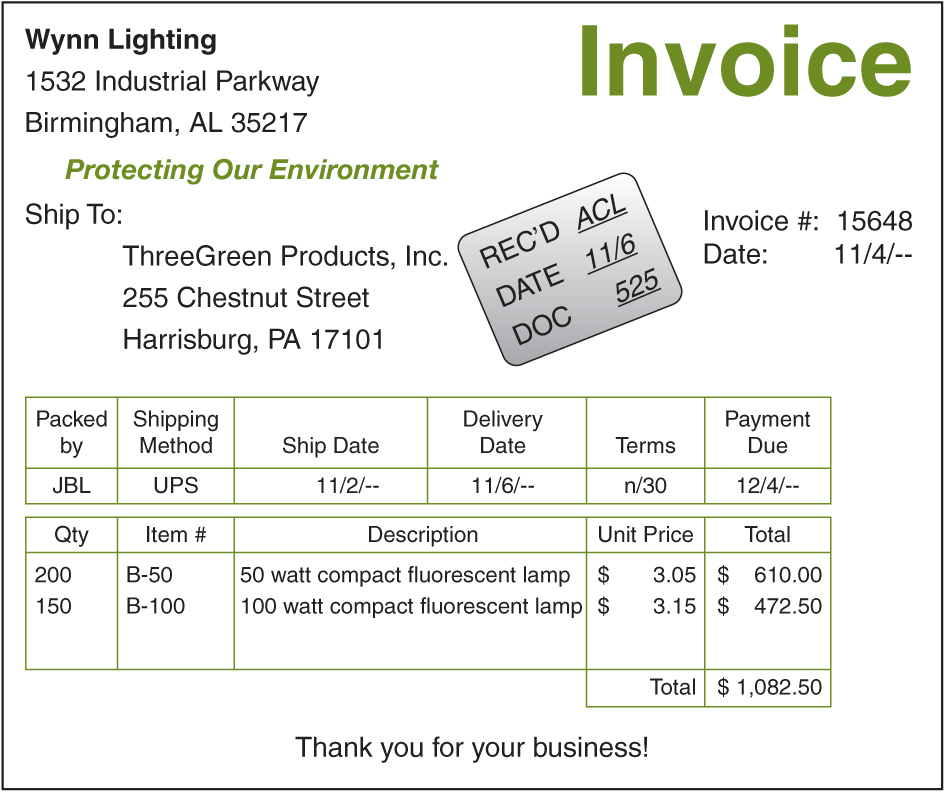 Wynn Lighting
1532 Industrial Parkway
Birmingham, AL 35217
Invoice
Protecting Our Environment
Ship To:
ThreeGreen Products, Inc.
255 Chestnut Street
Harrisburg, PA 17101
REC'D ACL
DATE 11/6
DOC 525
Invoice #: 15648
Date: 11/4/--
Packed by Shipping Method Ship Date Delivery Date Terms Payment Due
JBL UPS 11/2/-- 11/6/-- n/30 12/4/--
Qty Item # Description Unit Price Total
200 B-50 50 watt compact fluorescent lamp $ 3.05 $ 610.00
150 B-100 100 watt compact fluorescent lamp $ 3.15 $ 472.50
Total $ 1,082.50
Thank you for your business!